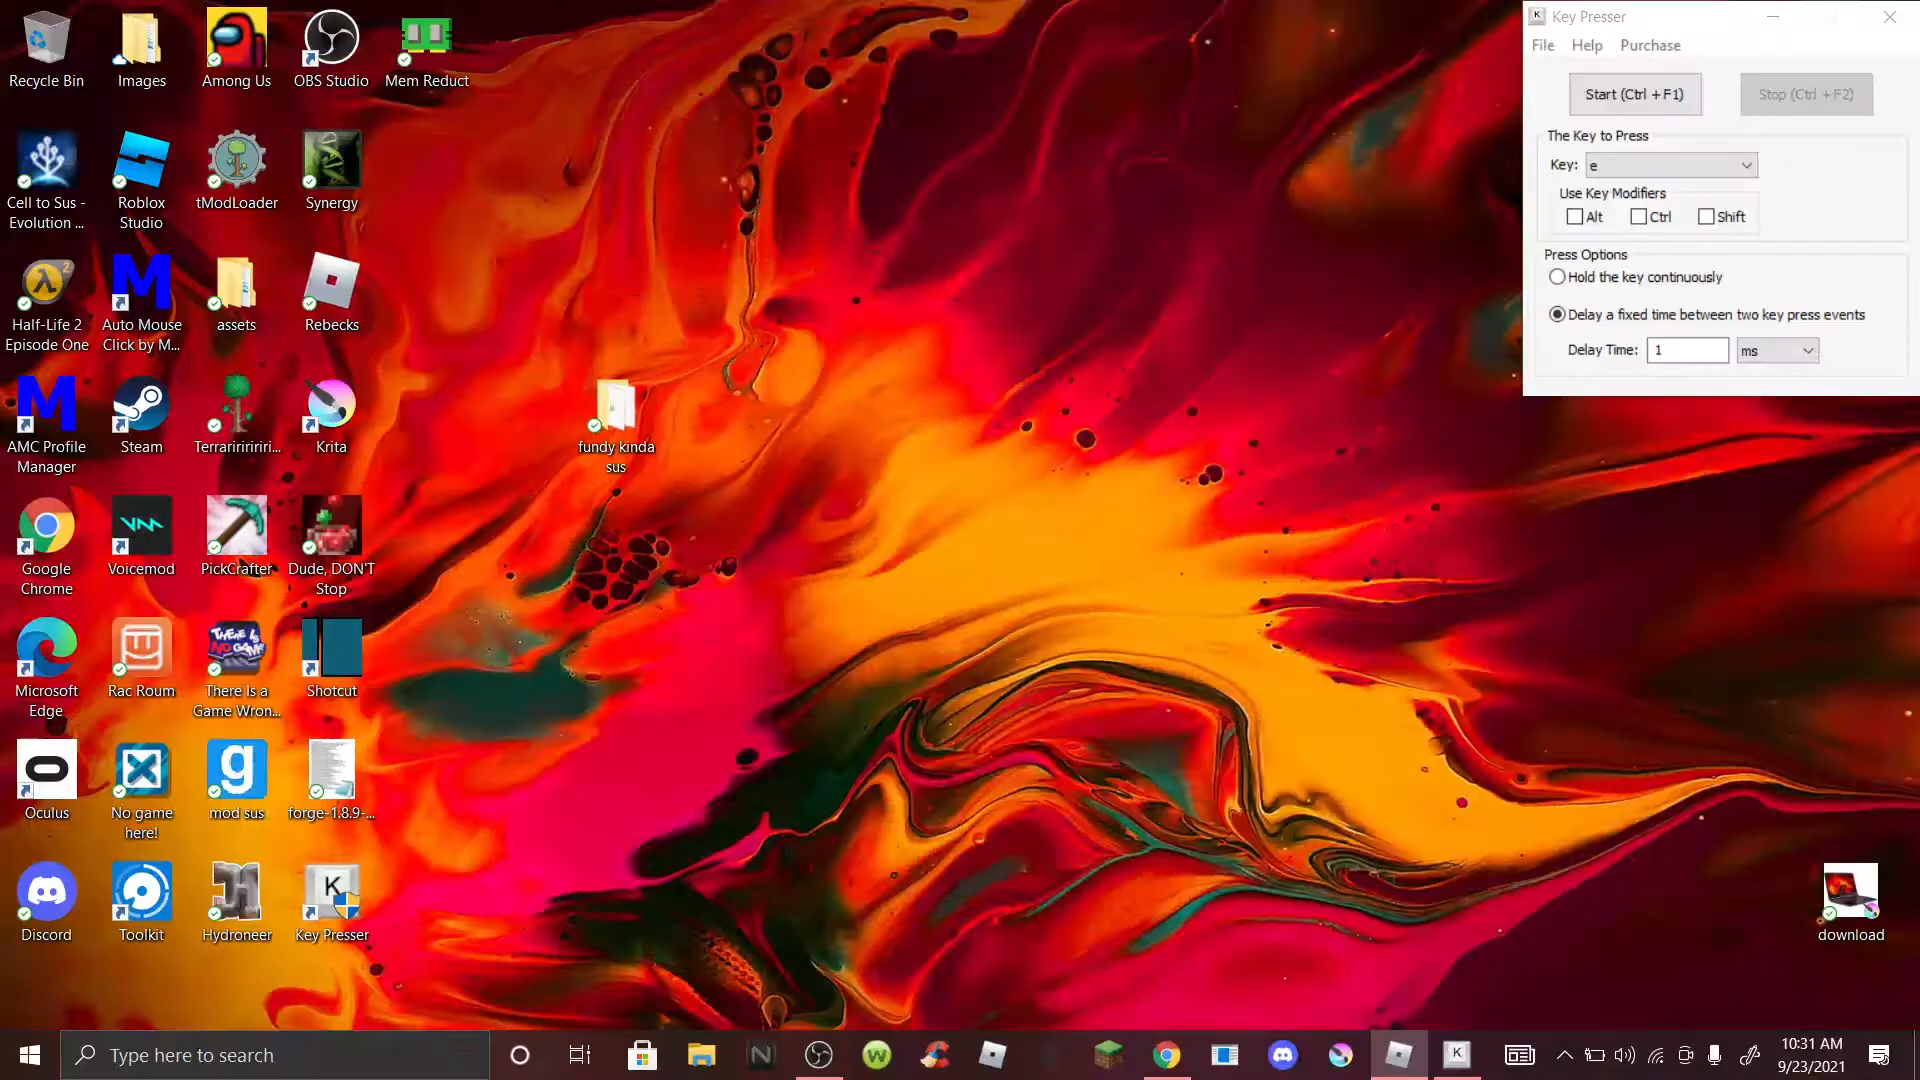 Recycle Bin
Images
Among Us
OBS Studio
Mem Reduct
Cell to Sus -
Evolution ...
Roblox
Studio
tModLoader
Synergy
Half-Life 2
Episode One
Auto Mouse
Click by M...
assets
Rebecks
AMC Profile
Manager
Steam
Terrariririririri...
Krita
fundy kinda
sus
Google
Chrome
Voicemod
PickCrafter
Dude, DON'T
Stop
Microsoft
Edge
Rac Roum
THERE IS
NO GAME
There Is a
Game Wron...
Shotcut
Oculus
No game
here!
g
mod sus
forge-1.8.9-...
Discord
Toolkit
Hydroneer
K
Key Presser
download
K
Key Presser
File
Help
Purchase
Start (Ctrl +F1)
Stop (Ctrl +F2)
The Key to Press
Key:
e
Use Key Modifiers
Alt
Ctrl
Shift
Press Options
Hold the key continuously
Delay a fixed time between two key press events
Delay Time:
1
ms
Type here to search
N
W
K
10:31 AM
9/23/2021